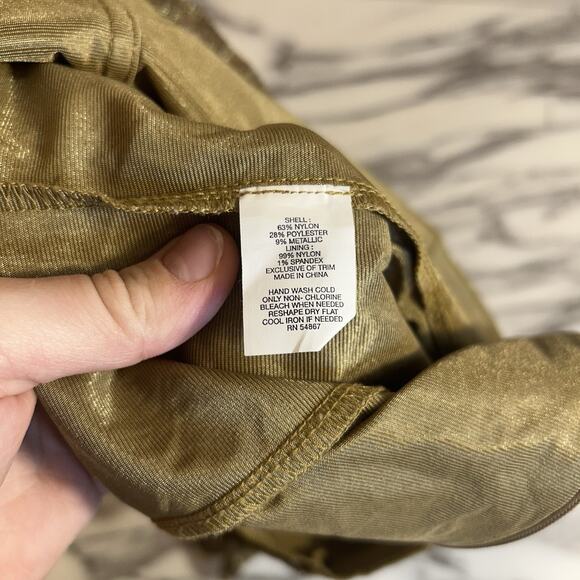 SHELL :
63% NYLON
28% POYLESTER
9% METALLIC
LINING :
99% NYLON
1% SPANDEX
EXCLUSIVE OF TRIM
MADE IN CHINA
HAND WASH COLD
ONLY NON- CHLORINE
BLEACH WHEN NEEDED
RESHAPE DRY FLAT
COOL IRON IF NEEDED
RN 54867